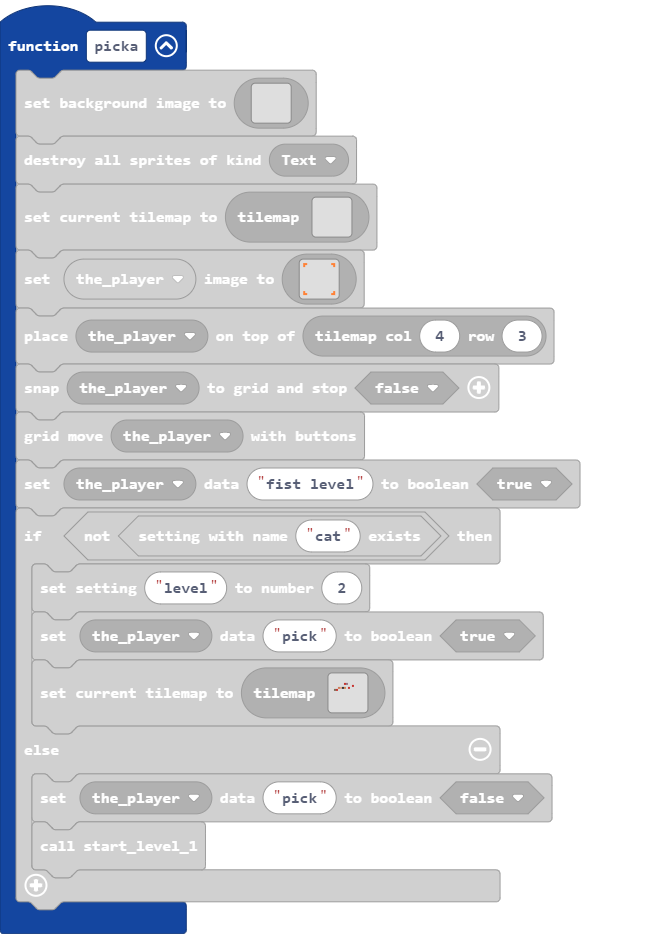 function picka
set background image to
destroy all sprites of kind Text
set current tilemap to tilemap
set the_player image to
place the_player on top of tilemap col 4 row 3
snap the_player to grid and stop false
grid move the_player with buttons
set the_player data "fist level" to boolean true
if not setting with name "cat" exists then
set setting "level" to number 2
set the_player data "pick" to boolean true
set current tilemap to tilemap
else
set the_player data "pick" to boolean false
call start_level_1